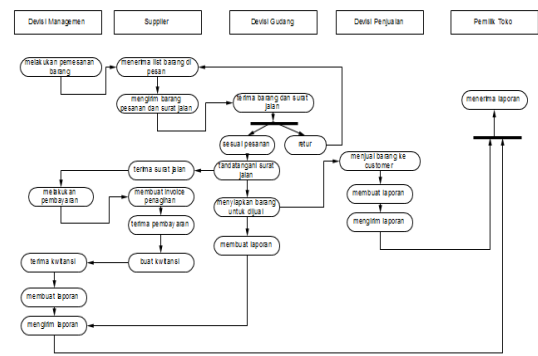 Devisi Managemen
Supplier
Devisi Gudang
Devisi Penjualan
Pemilik Toko
melakukan pemesanan
barang
menerima list barang di
pesan
mengirim barang
pesanan dan surat jalan
terima barang dan surat
jalan
menerima laporan
sesuai pesanan
retur
terima surat jalan
tandatangani surat
jalan
menjual barang ke
customer
melakukan
pembayaran
membuat invoice
penagihan
menyiapkan barang
untuk dijual
membuat laporan
terima pembayaran
mengirim laporan
membuat laporan
terima kwitansi
buat kwitansi
membuat laporan
mengirim laporan